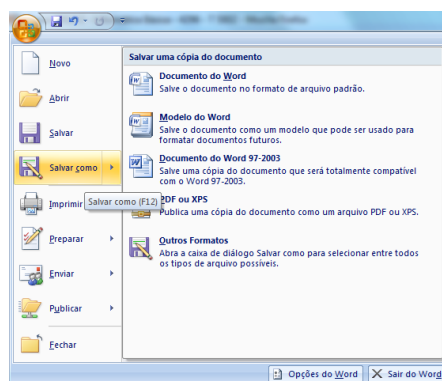 Novo
Abrir
Salvar
Salvar como
Imprimir
Salvar como (F12)
Preparar
Enviar
Publicar
Fechar
Salvar uma cópia do documento
Documento do Word
Salve o documento no formato de arquivo padrão.
Modelo do Word
Salve o documento como um modelo que pode ser usado para
formatar documentos futuros.
Documento do Word 97-2003
Salve uma cópia do documento que será totalmente compatível
com o Word 97-2003.
PDF ou XPS
Publica uma cópia do documento como um arquivo PDF ou XPS.
Outros Formatos
Abra a caixa de diálogo Salvar como para selecionar entre todos
os tipos de arquivo possíveis.
Opções do Word
Sair do Word